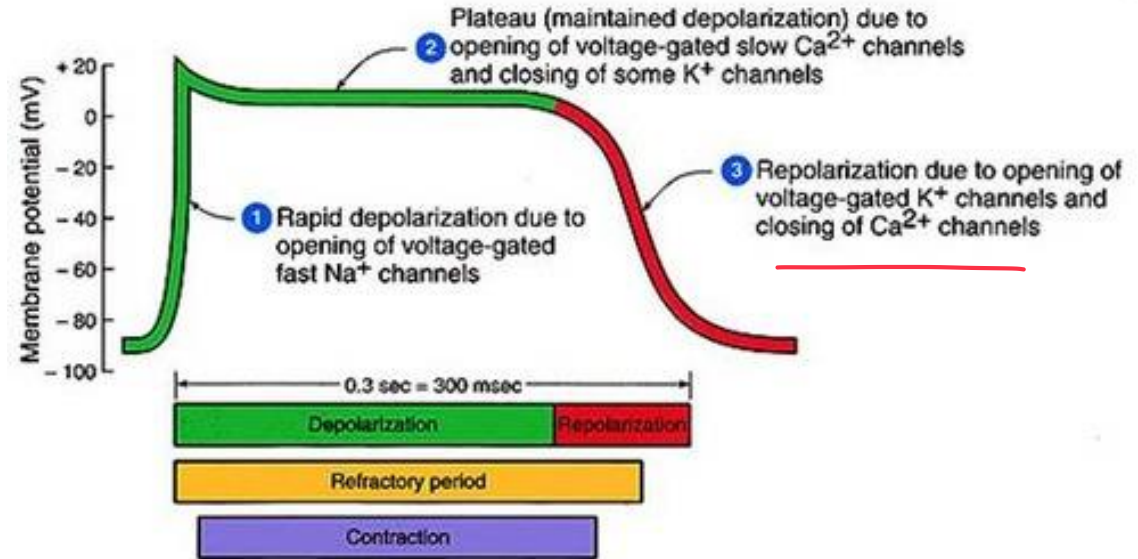 Plateau (maintained depolarization) due to
2 opening of voltage-gated slow Ca2+ channels
and closing of some K+ channels
Membrane potential (mV)
+ 20
0
– 20
– 40
– 60
– 80
– 100
1 Rapid depolarization due to
opening of voltage-gated
fast Na+ channels
3 Repolarization due to opening of
voltage-gated K+ channels and
closing of Ca2+ channels
0.3 sec = 300 msec
Depolarization
Repolarization
Refractory period
Contraction